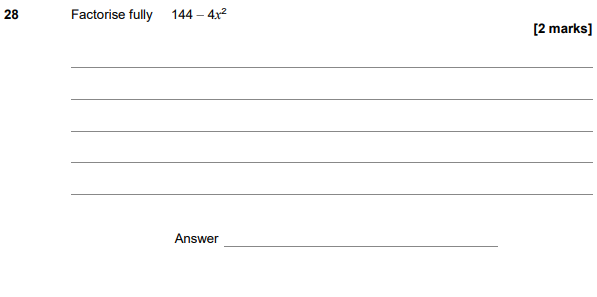 28 Factorise fully 144 – 4x²
[2 marks]
Answer